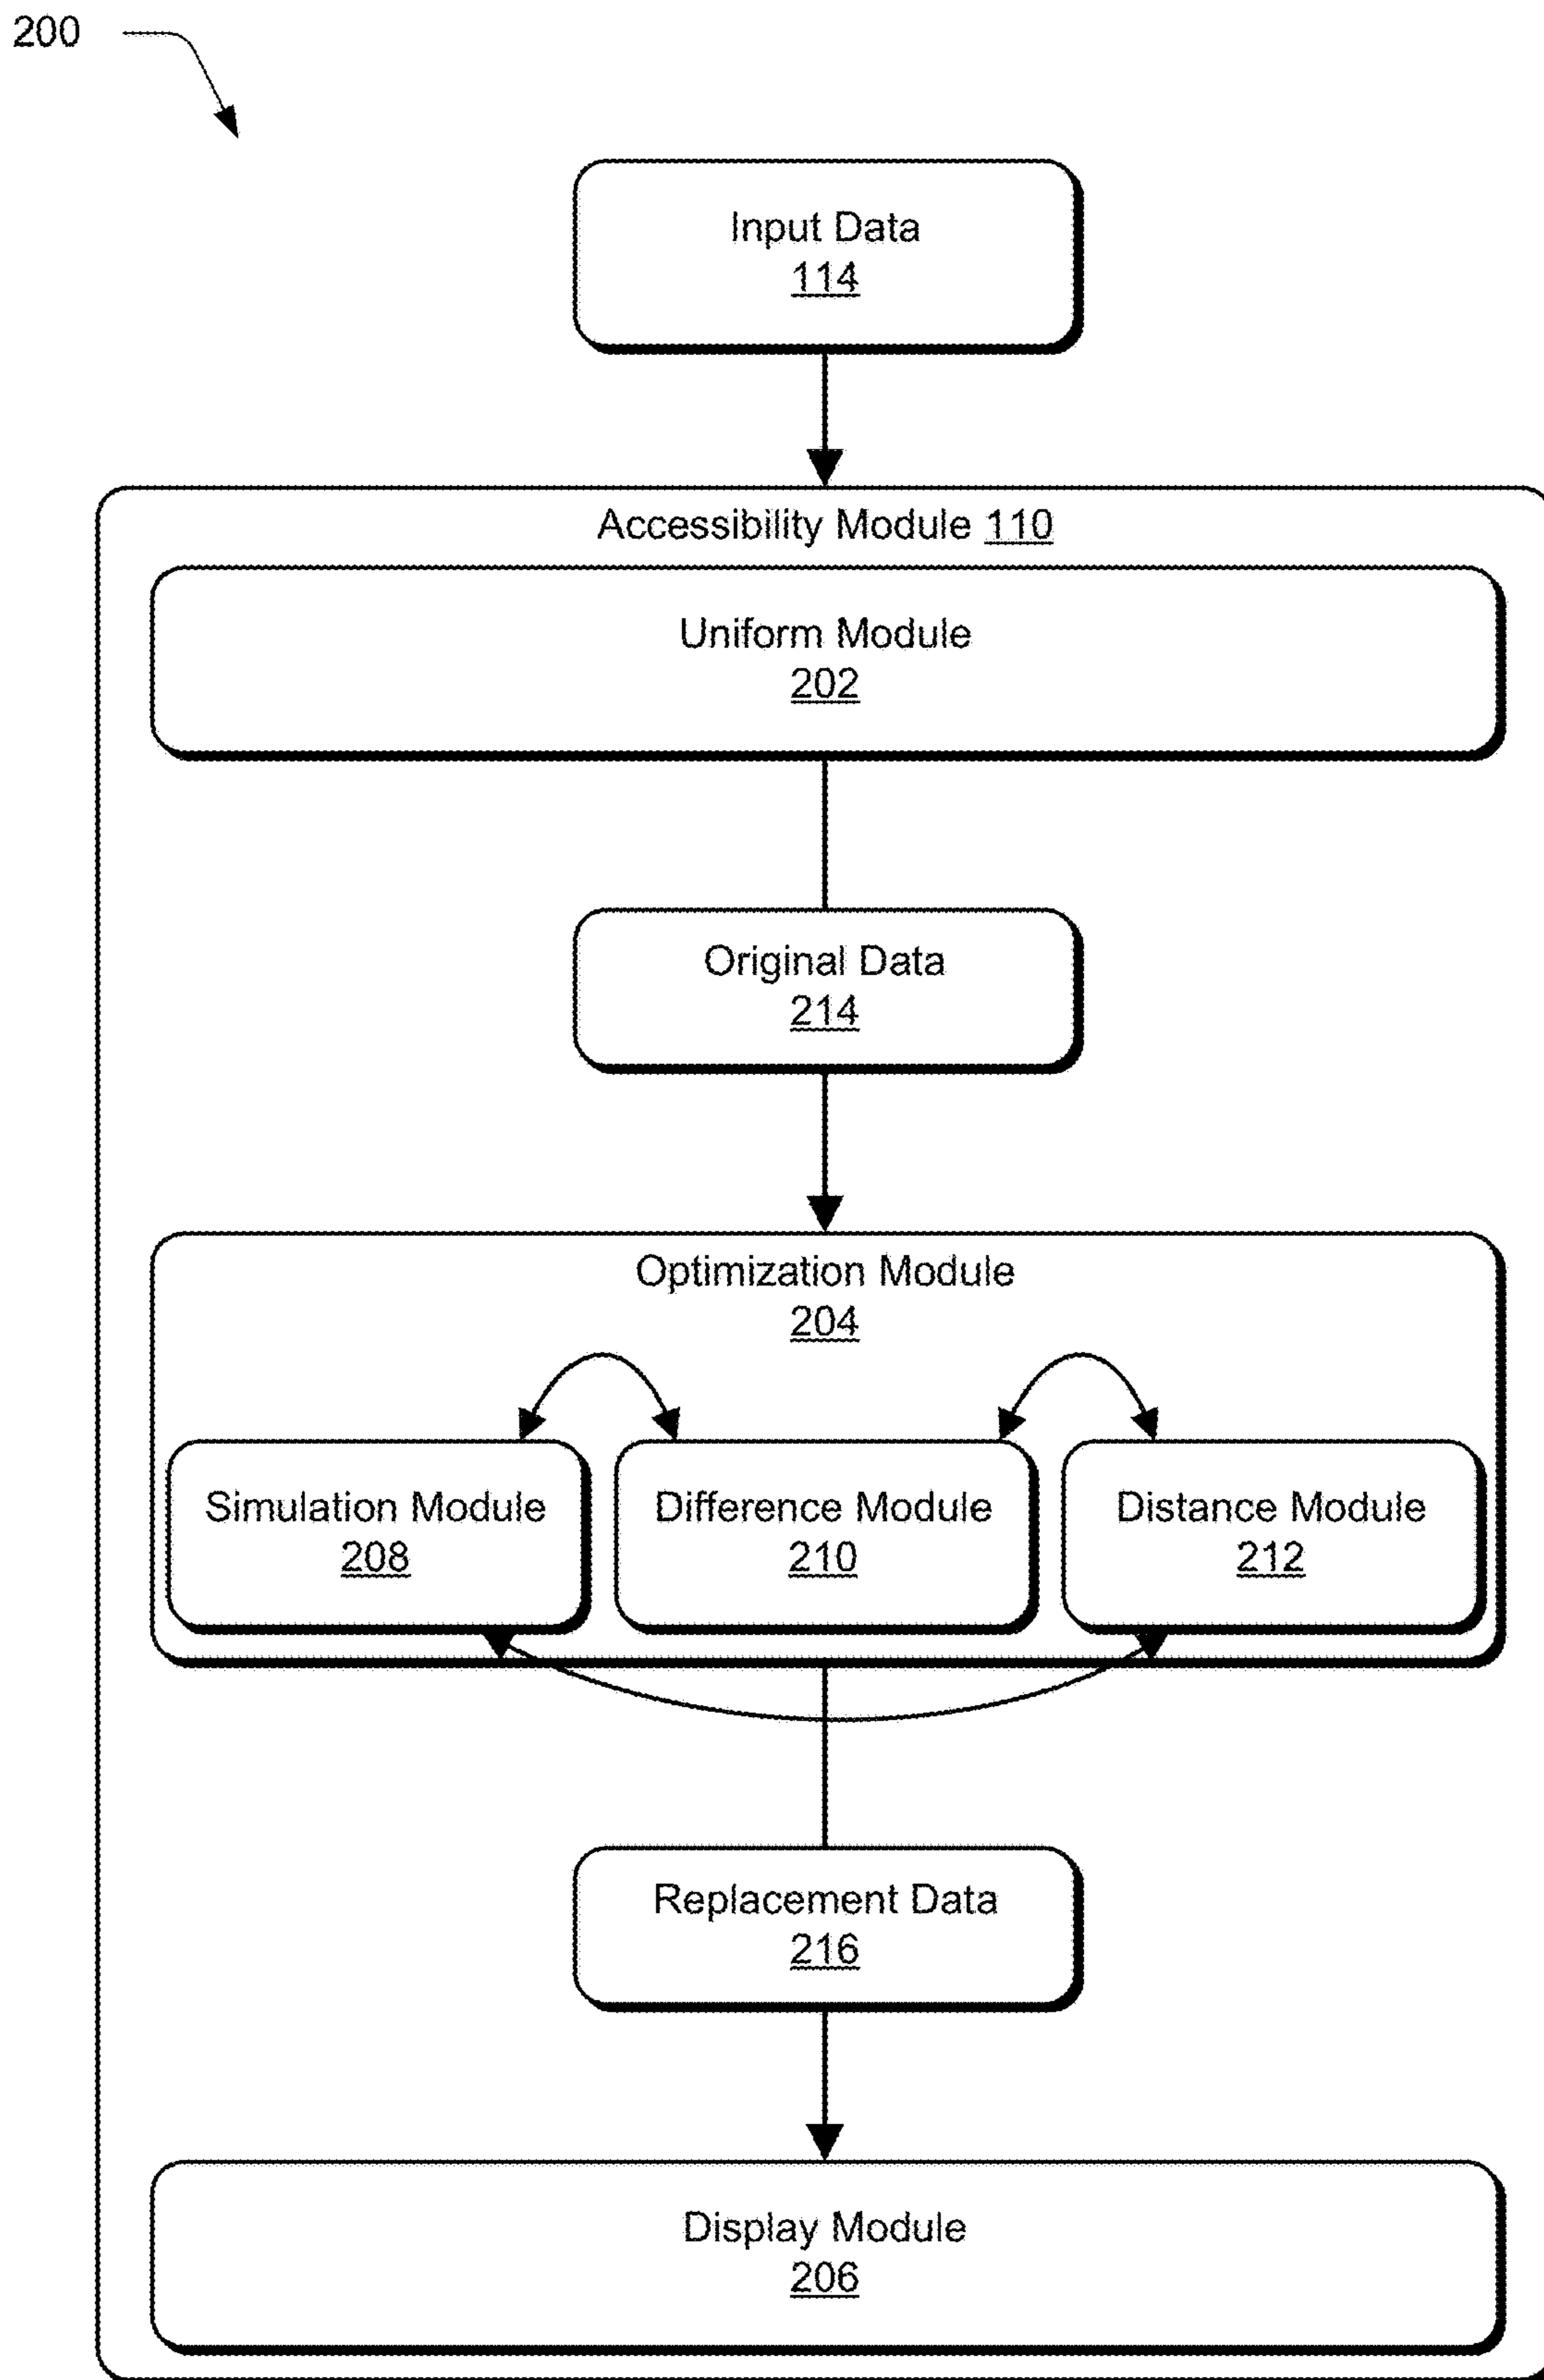 200
Input Data
114
Accessibility Module 110
Uniform Module
202
Original Data
214
Optimization Module
204
Simulation Module
208
Difference Module
210
Distance Module
212
Replacement Data
216
Display Module
206